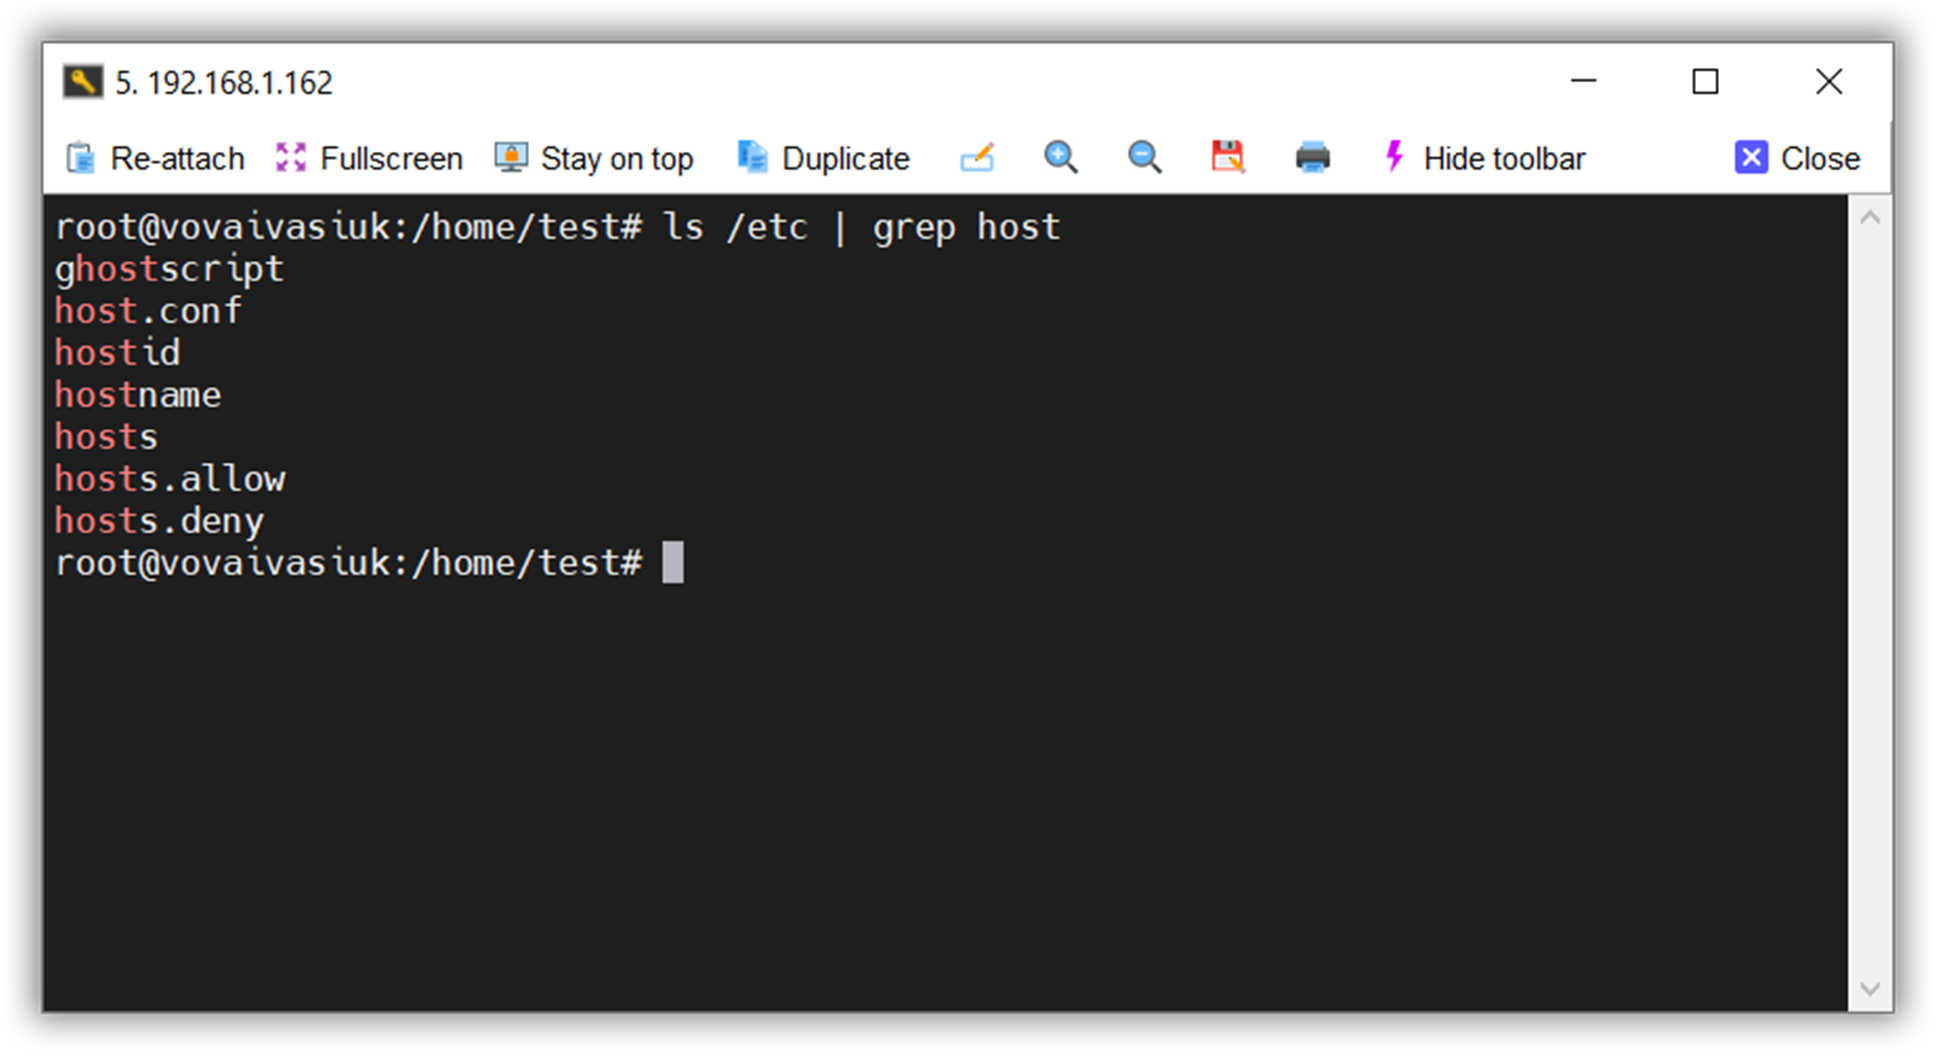 5. 192.168.1.162
Re-attach Fullscreen Stay on top Duplicate Hide toolbar Close
root@vovaivasiuk:/home/test# ls /etc | grep host
ghostscript
host.conf
hostid
hostname
hosts
hosts.allow
hosts.deny
root@vovaivasiuk:/home/test#